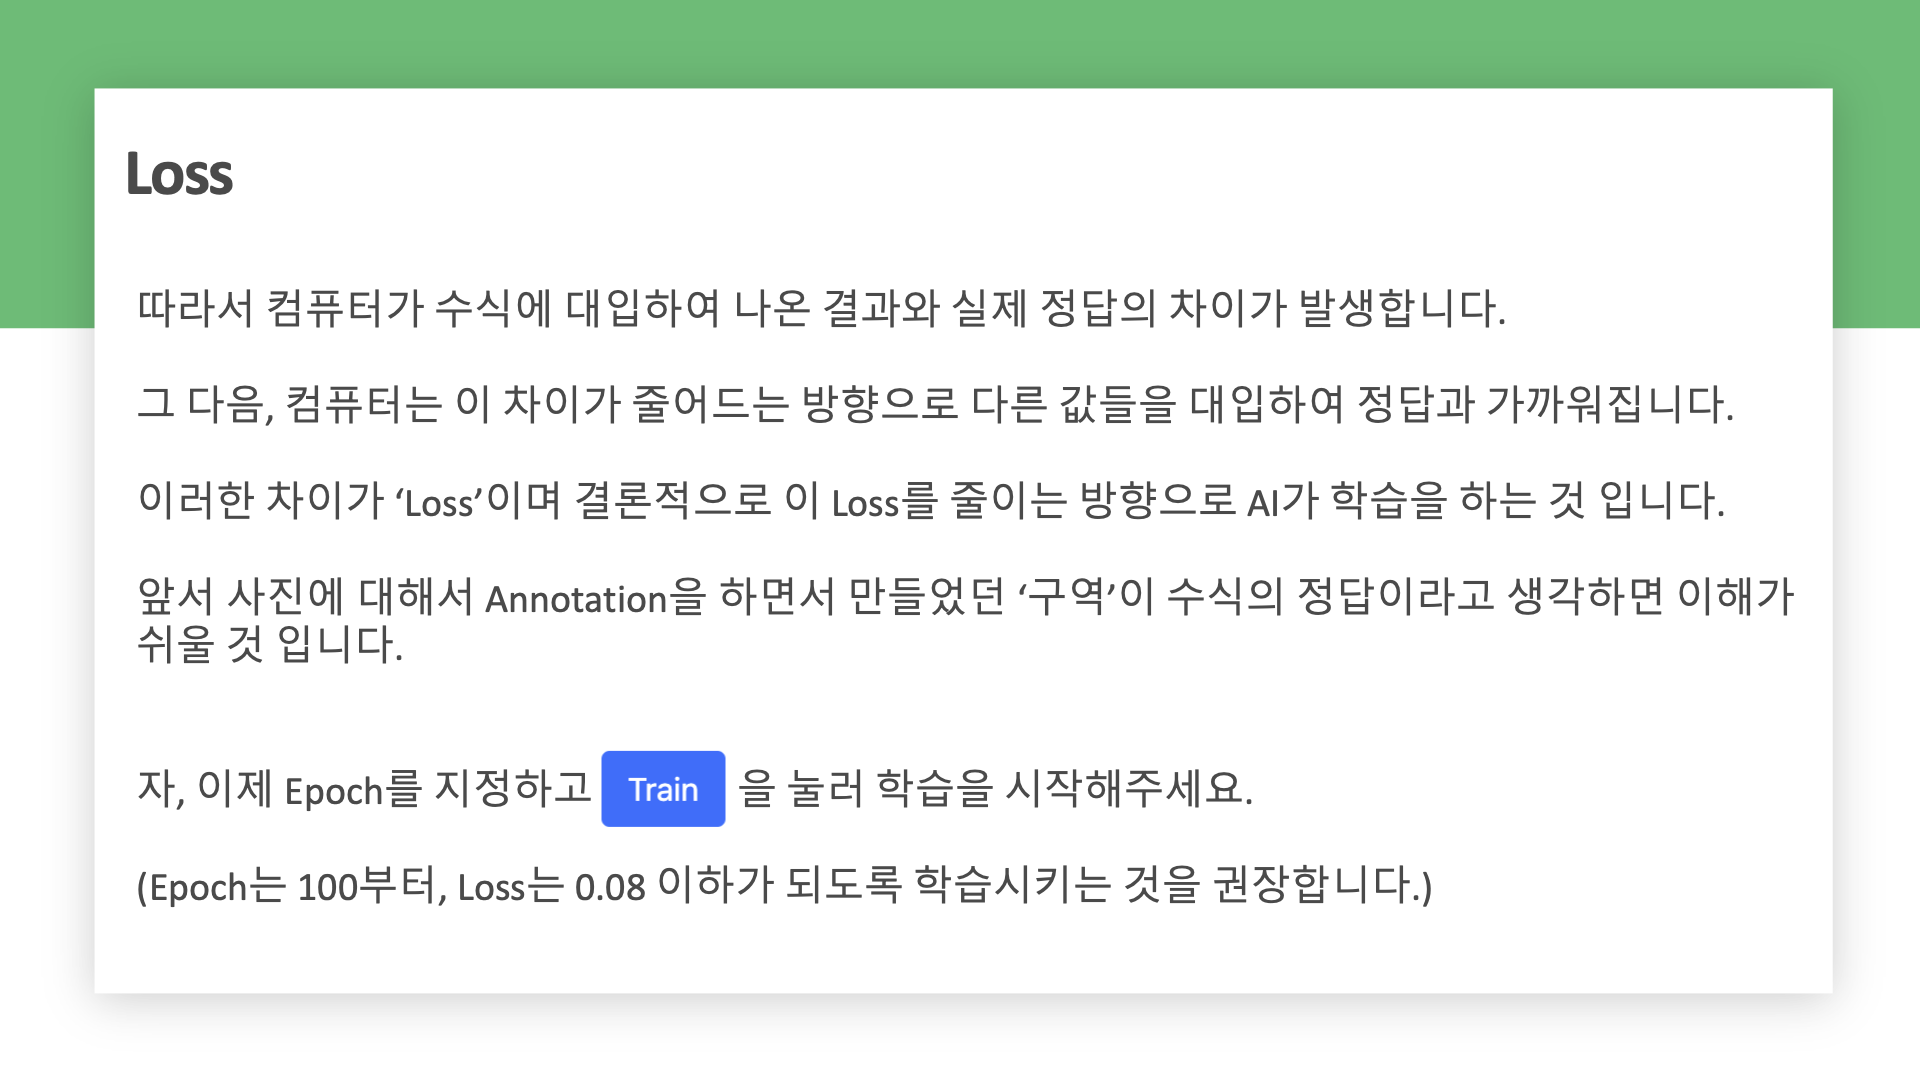 Loss
따라서 컴퓨터가 수식에 대입하여 나온 결과와 실제 정답의 차이가 발생합니다.
그 다음, 컴퓨터는 이 차이가 줄어드는 방향으로 다른 값들을 대입하여 정답과 가까워집니다.
이러한 차이가 ‘Loss’이며 결론적으로 이 Loss를 줄이는 방향으로 AI가 학습을 하는 것 입니다.
앞서 사진에 대해서 Annotation을 하면서 만들었던 ‘구역’이 수식의 정답이라고 생각하면 이해가
쉬울 것 입니다.
자, 이제 Epoch를 지정하고 Train 을 눌러 학습을 시작해주세요.
(Epoch는 100부터, Loss는 0.08 이하가 되도록 학습시키는 것을 권장합니다.)